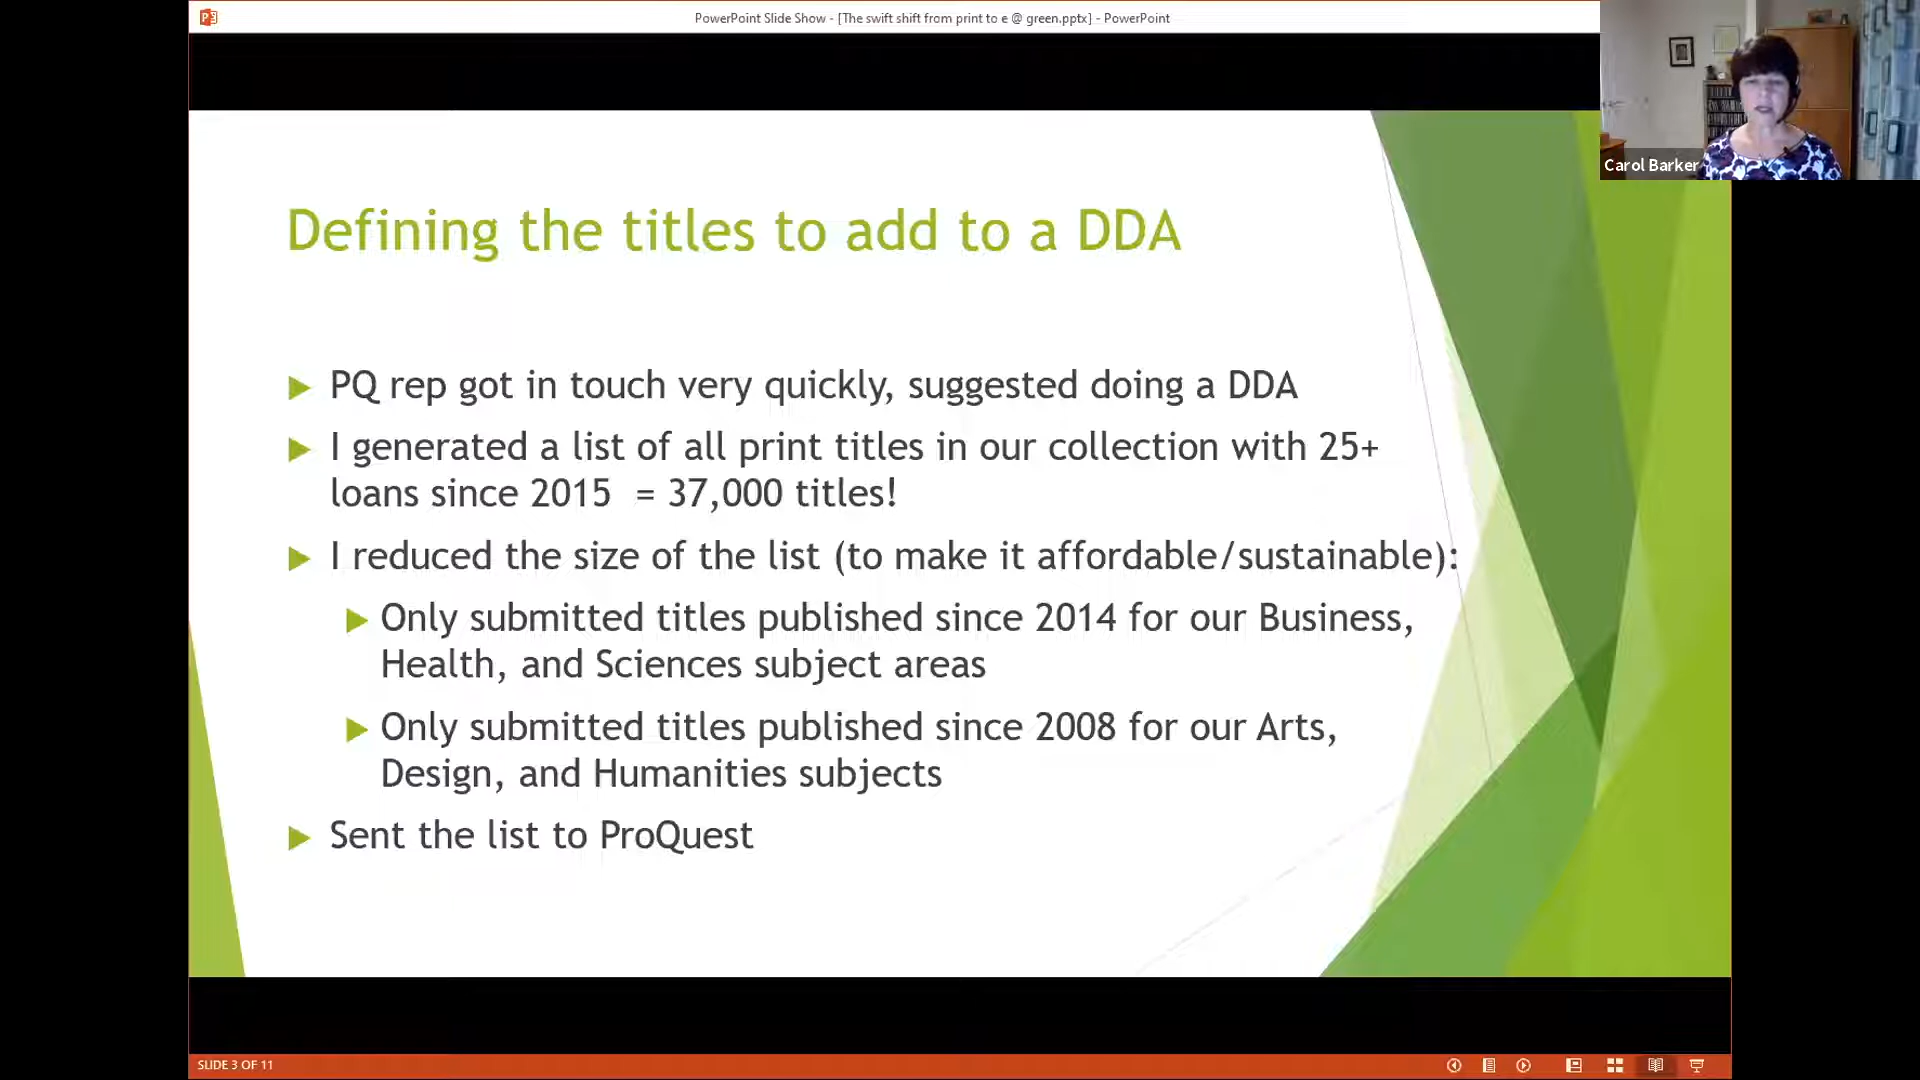 PowerPoint Slide Show - [The swift shift from print to e @ green.pptx] - PowerPoint
Carol Barker
Defining the titles to add to a DDA
PQ rep got in touch very quickly, suggested doing a DDA
I generated a list of all print titles in our collection with 25+
loans since 2015 = 37,000 titles!
I reduced the size of the list (to make it affordable/sustainable):
Only submitted titles published since 2014 for our Business,
Health, and Sciences subject areas
Only submitted titles published since 2008 for our Arts,
Design, and Humanities subjects
Sent the list to ProQuest
SLIDE 3 OF 11